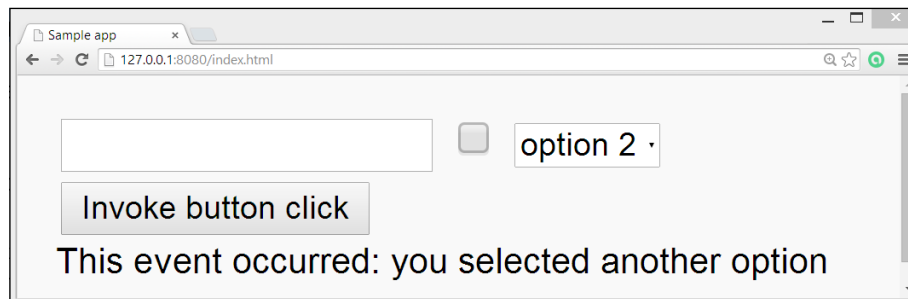 Sample app
127.0.0.1:8080/index.html
option 2
Invoke button click
This event occurred: you selected another option